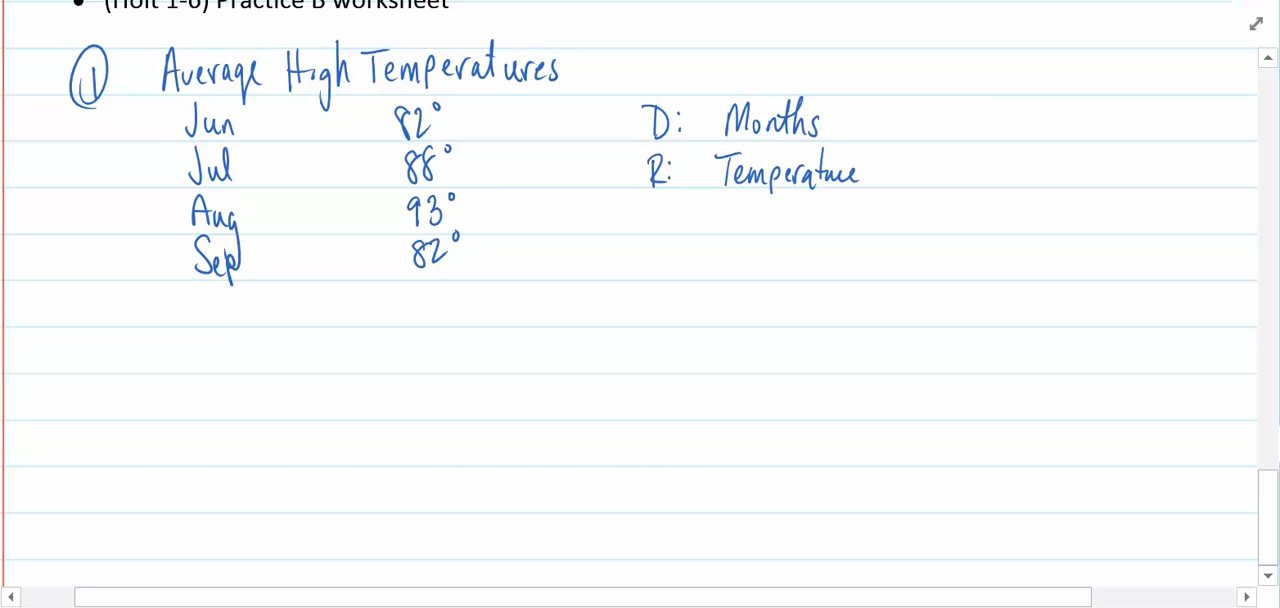 • (Holt 1-6) Practice B worksheet
① Average High Temperatures
Jun 82° D: Months
Jul 88° R: Temperature
Aug 93°
Sep 82°